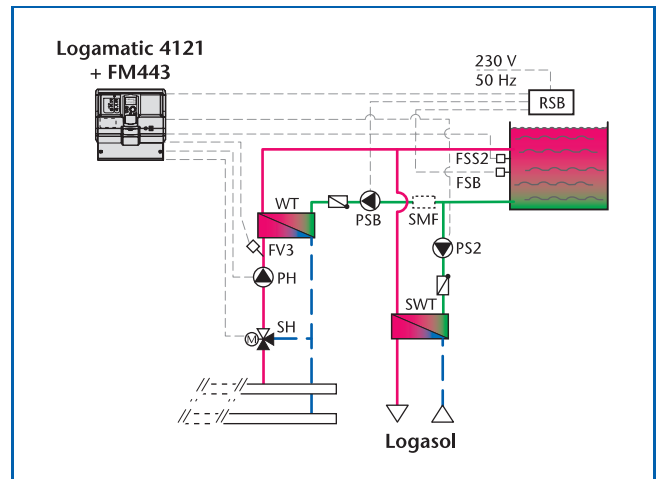 Logamatic 4121
+ FM443
230 V
50 Hz
RSB
FSS2
FSB
WT
PSB
SMF
FV3
PS2
PH
SWT
SH
M
Logasol